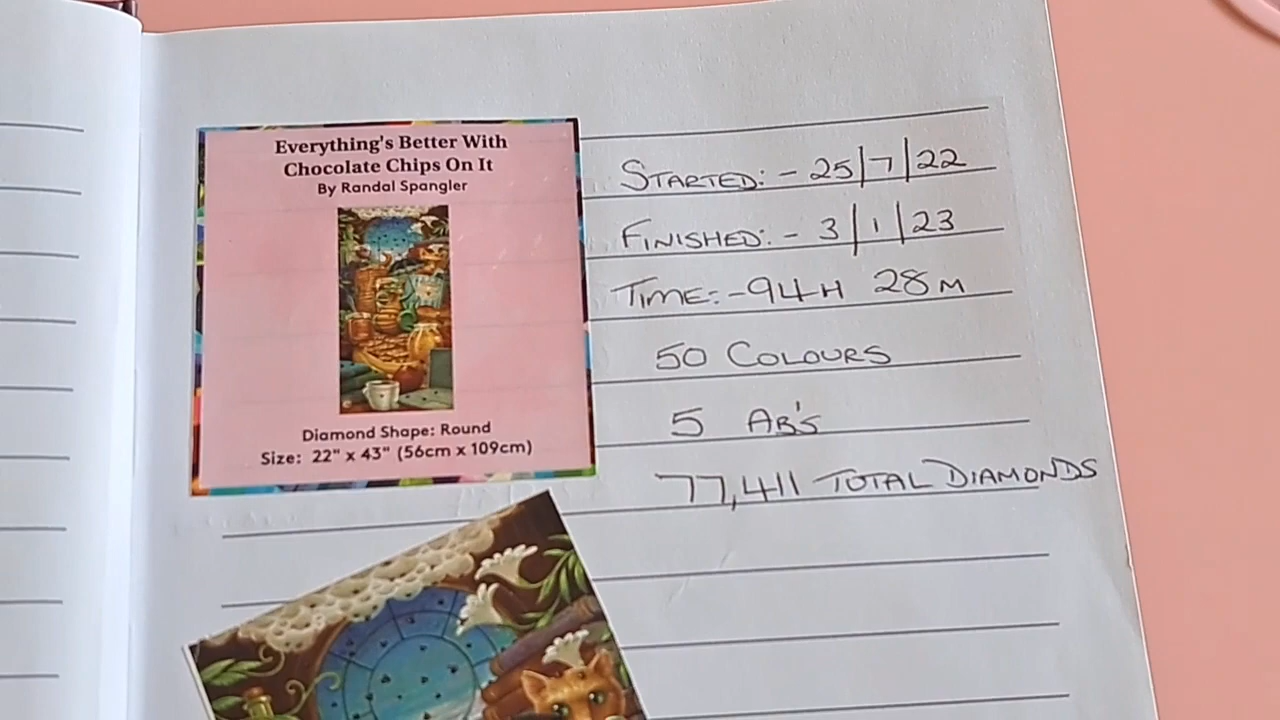 Everything's Better With
Chocolate Chips On It
By Randal Spangler
Diamond Shape: Round
Size: 22" x 43" (56cm x 109cm)
STARTED: - 25/7/22
FINISHED: - 3/1/23
TIME: - 94H 28M
50 COLOURS
5 AB's
77,411 TOTAL DIAMONDS